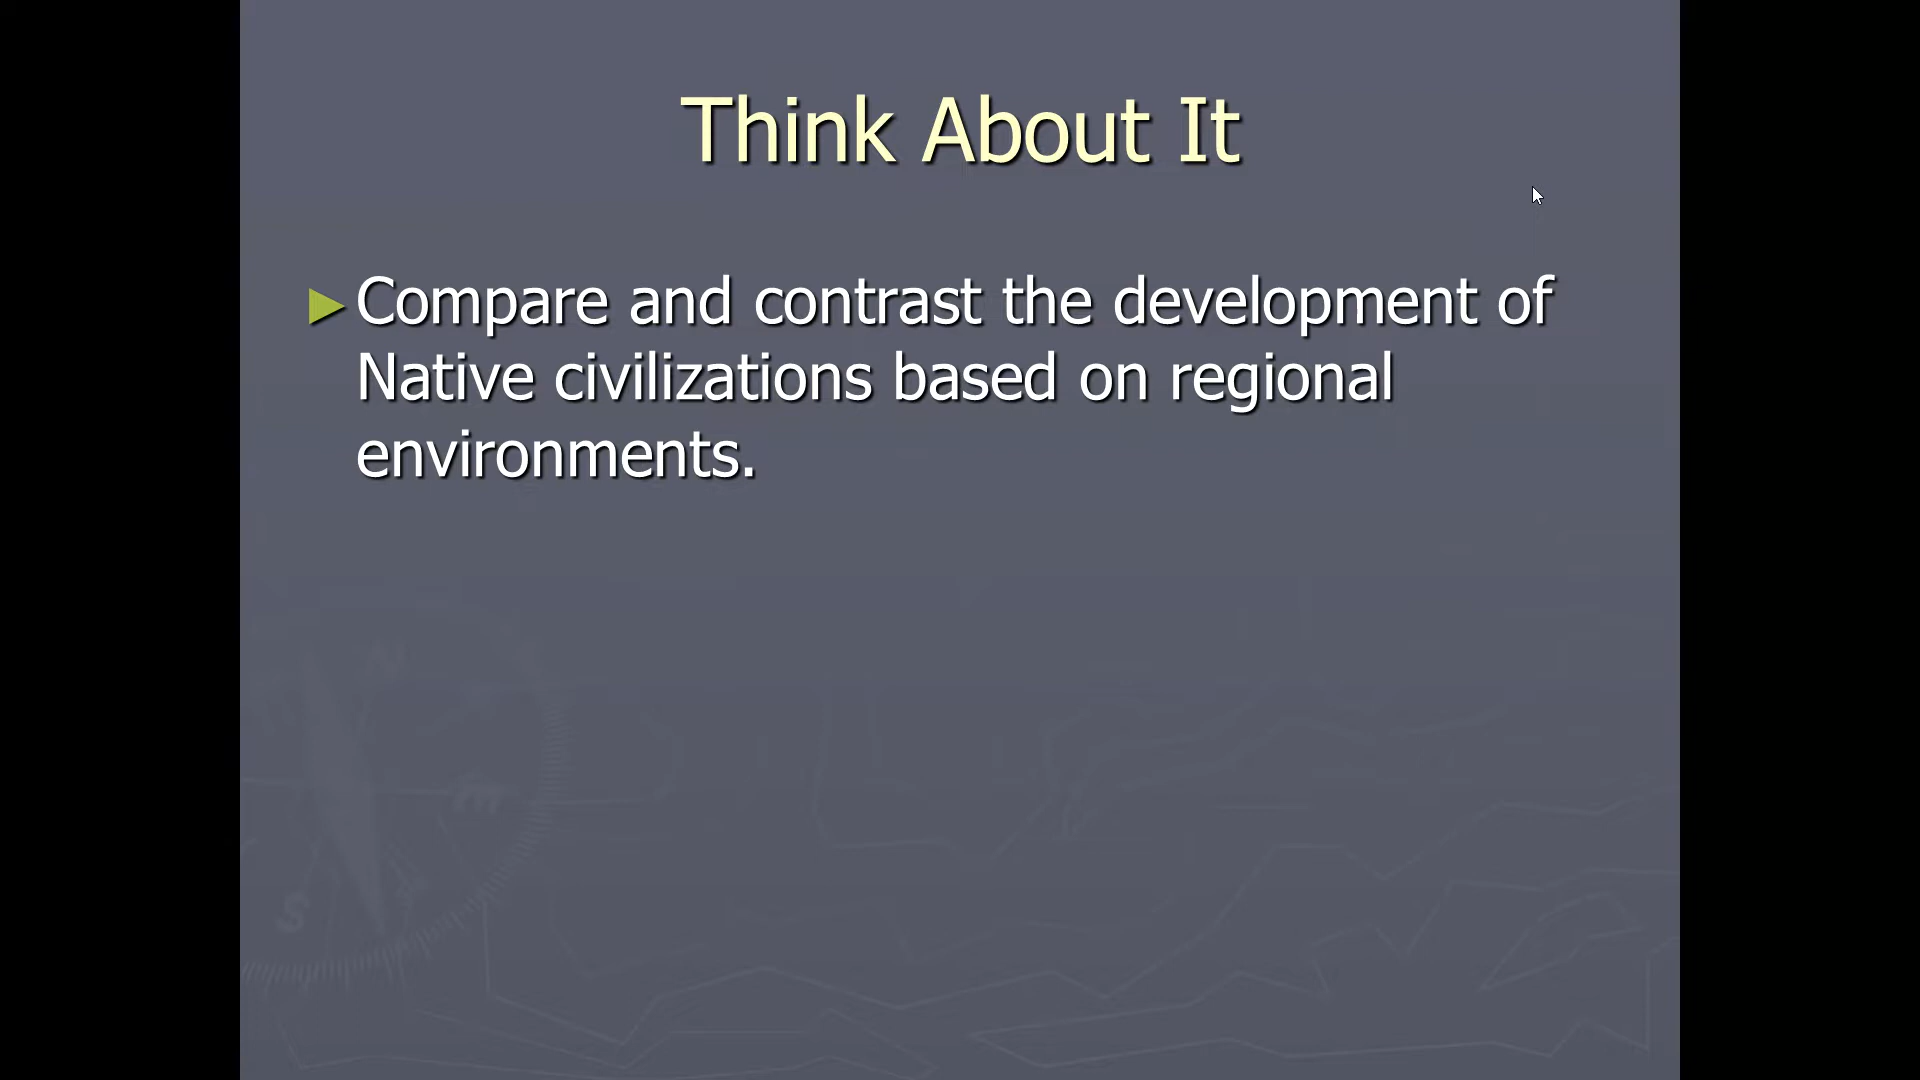 Think About It
Compare and contrast the development of
Native civilizations based on regional
environments.
N
E
S